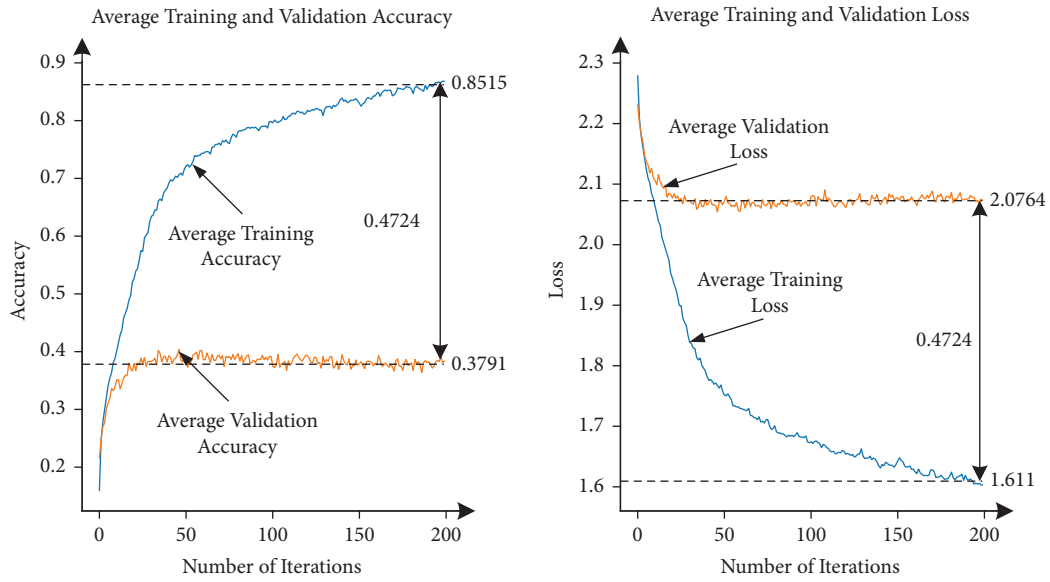 Average Training and Validation Accuracy
0.9
0.8
0.7
0.6
0.5
0.4
0.3
0.2
Accuracy
0.8515
0.4724
0.3791
Average Training
Accuracy
Average Validation
Accuracy
0
50
100
150
200
Number of Iterations
Average Training and Validation Loss
2.3
2.2
2.1
2.0
1.9
1.8
1.7
1.6
Loss
Average Validation
Loss
2.0764
Average Training
Loss
0.4724
1.611
0
50
100
150
200
Number of Iterations